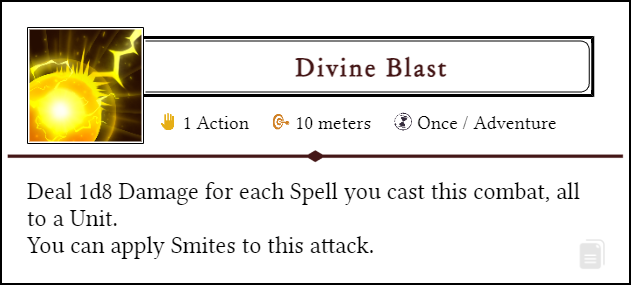 Divine Blast
1 Action 10 meters Once / Adventure
Deal 1d8 Damage for each Spell you cast this combat, all
to a Unit.
You can apply Smites to this attack.